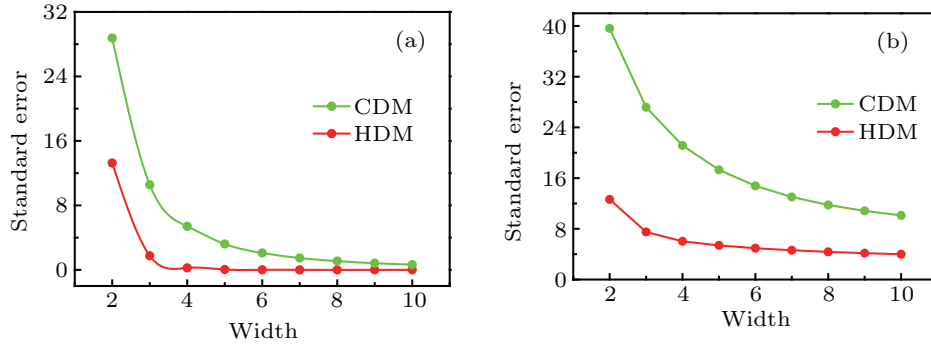 (a)
Standard error
32
24
16
8
0
CDM
HDM
2 4 6 8 10
Width
(b)
Standard error
40
32
24
16
8
0
CDM
HDM
2 4 6 8 10
Width